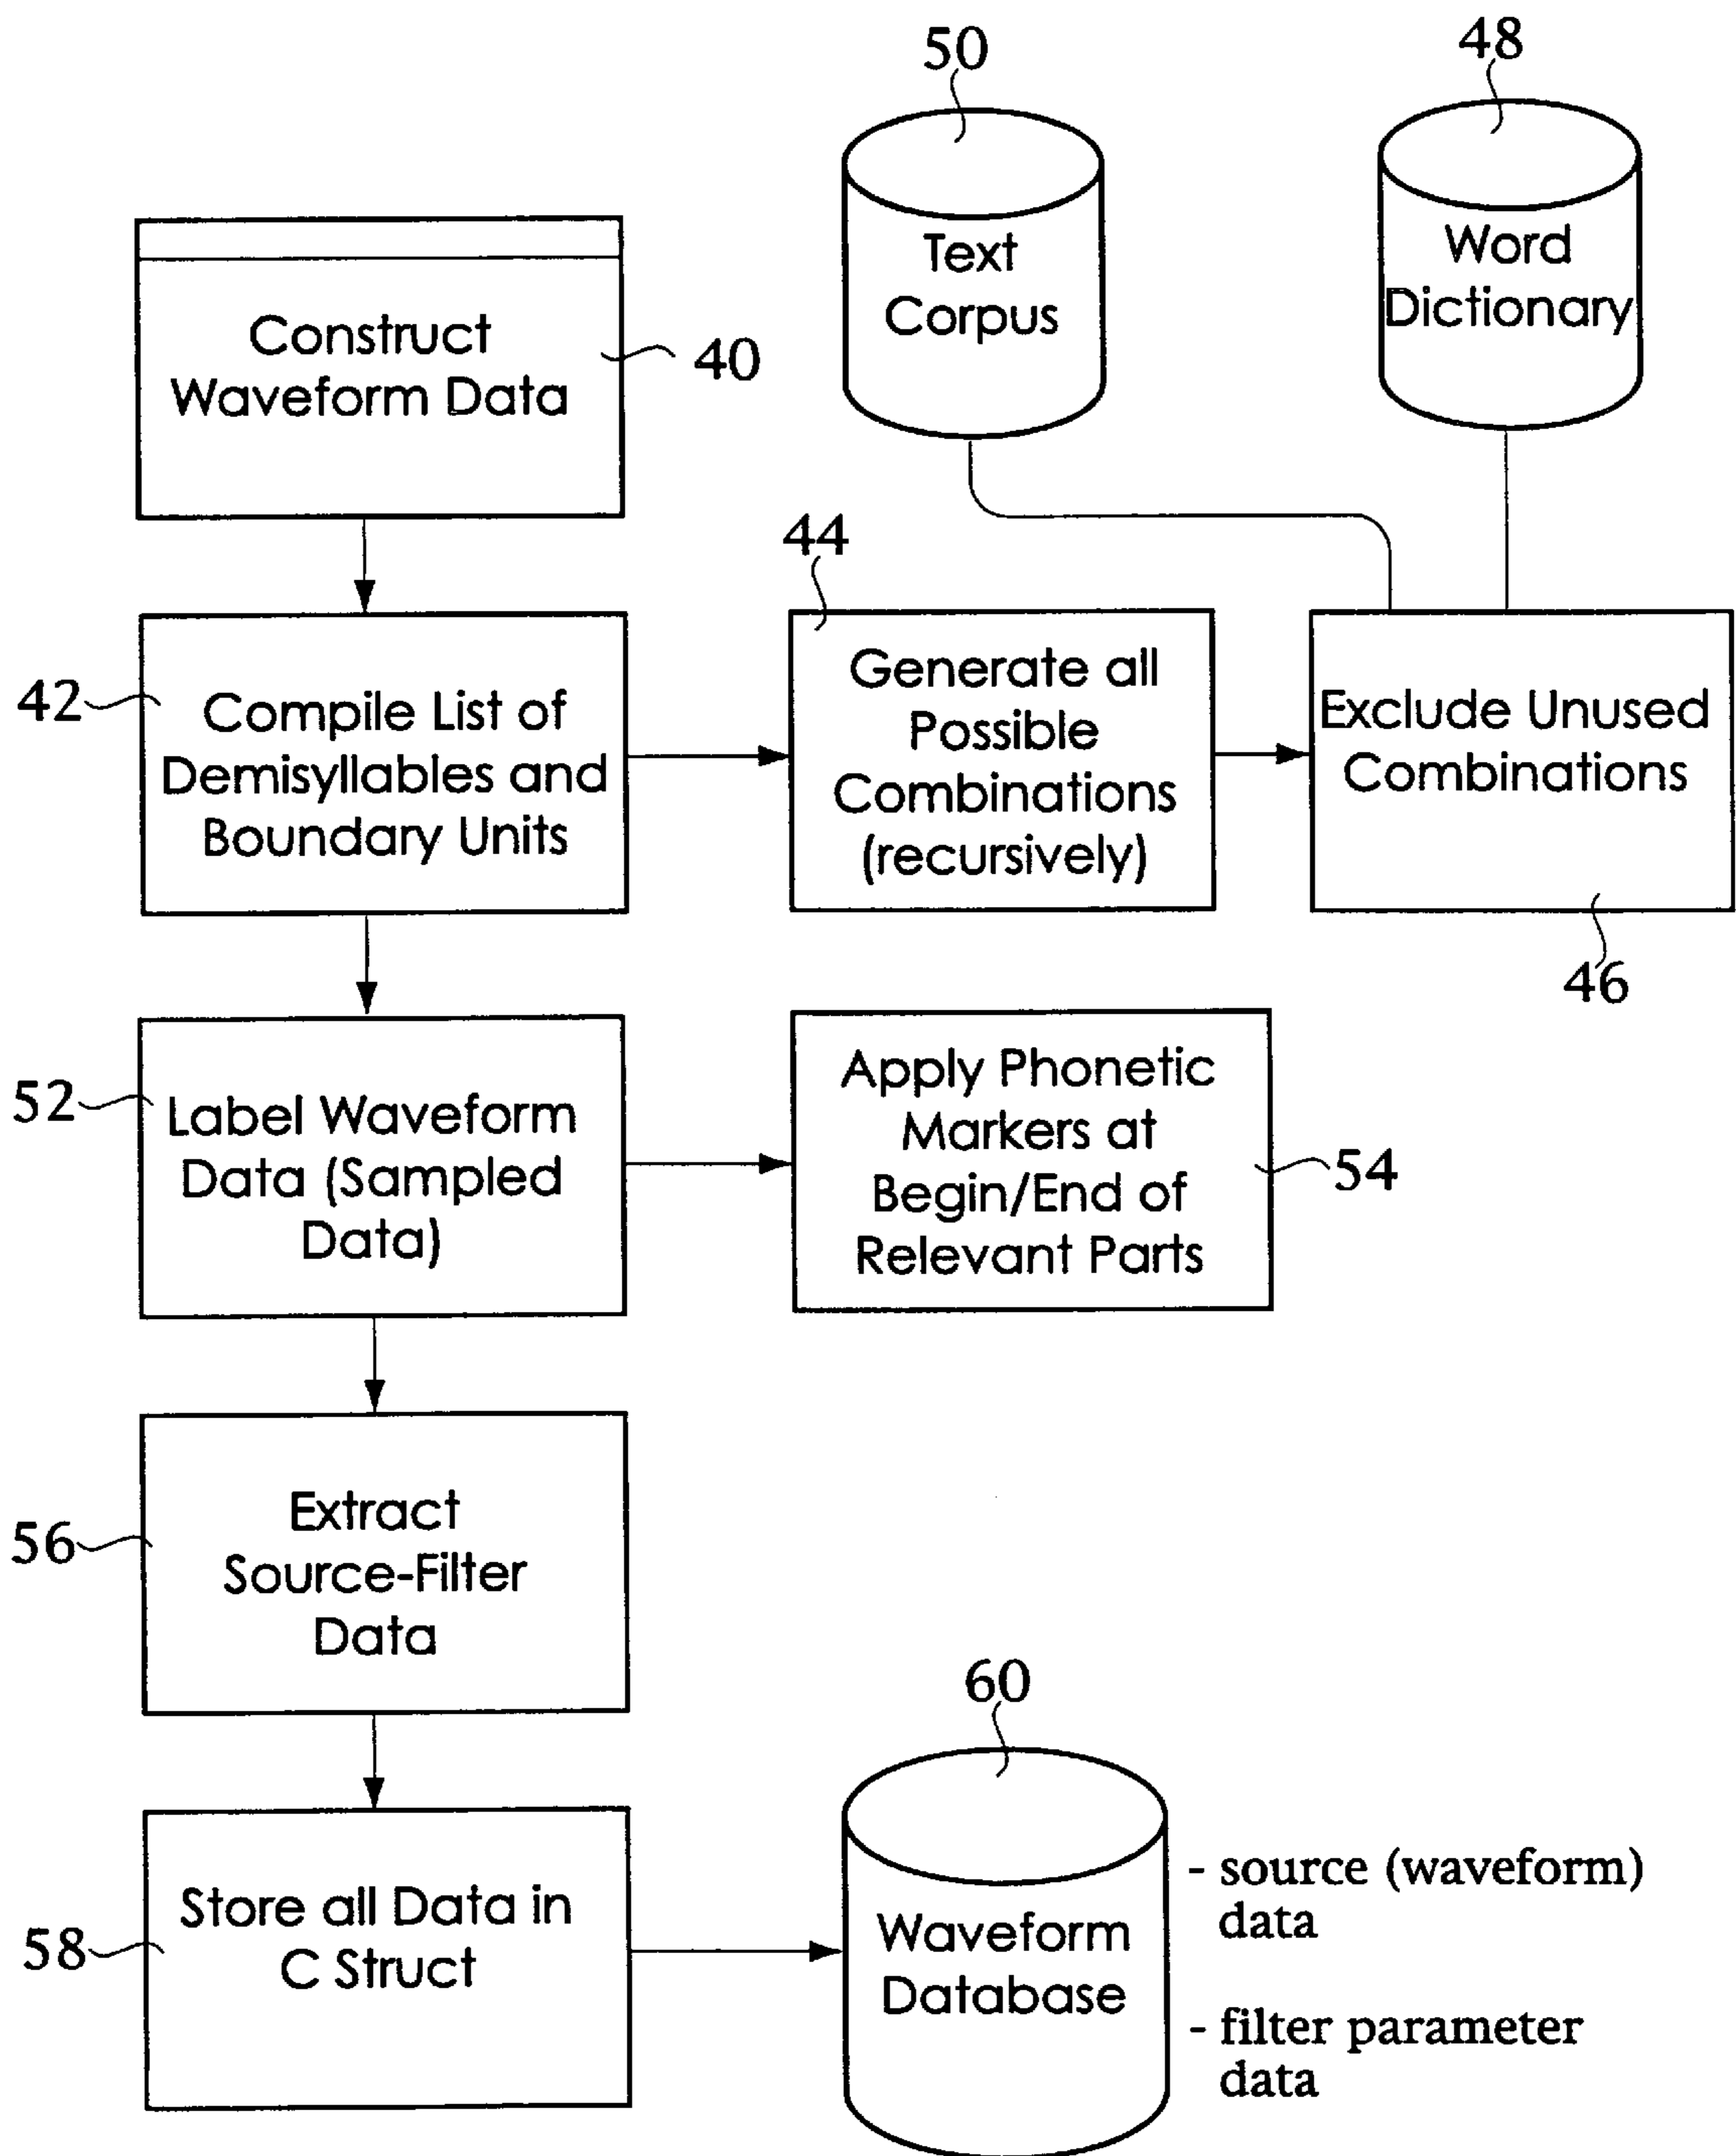 50
48
Text
Corpus
Word
Dictionary
Construct
Waveform Data
40
44
42
Compile List of
Demisyllables and
Boundary Units
Generate all
Possible
Combinations
(recursively)
Exclude Unused
Combinations
46
52
Label Waveform
Data (Sampled
Data)
Apply Phonetic
Markers at
Begin/End of
Relevant Parts
54
56
Extract
Source-Filter
Data
60
58
Store all Data in
C Struct
Waveform
Database
- source (waveform)
data
- filter parameter
data